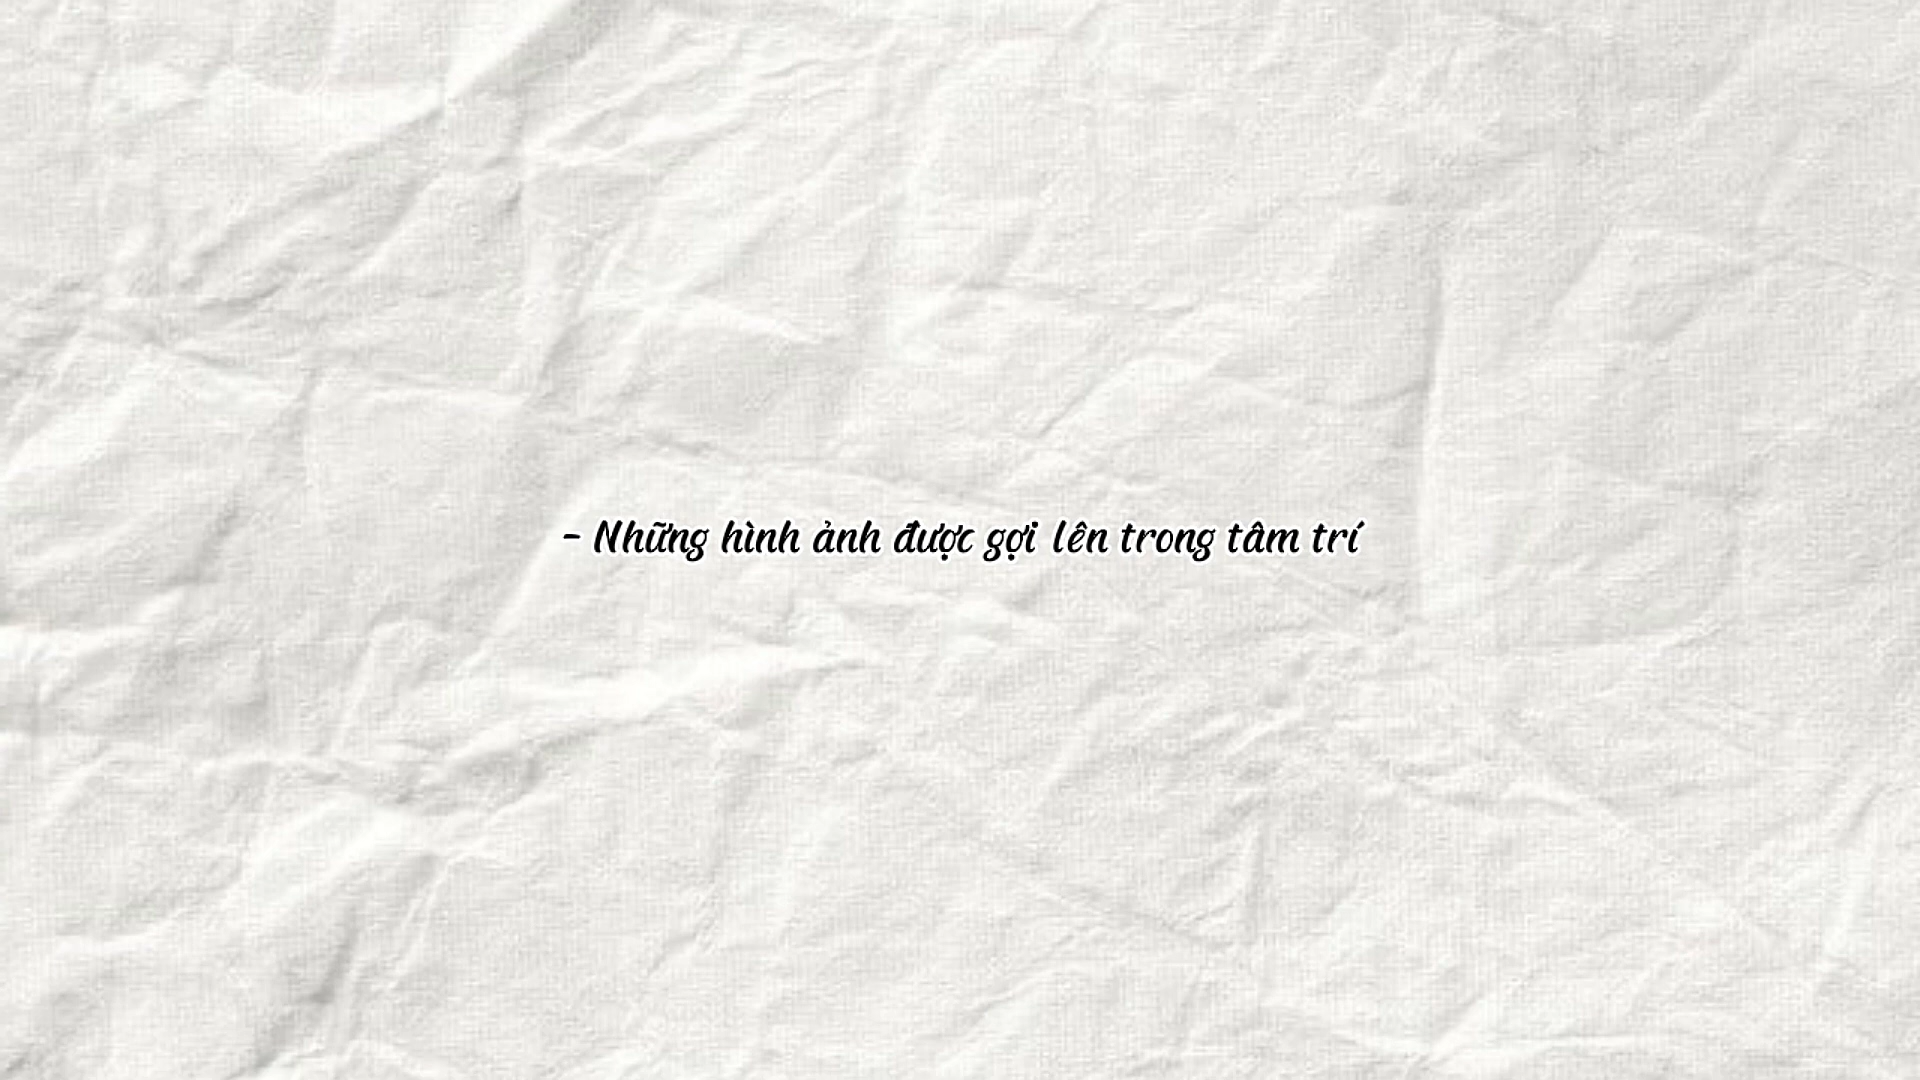 - Những hình ảnh được gợi lên trong tâm trí